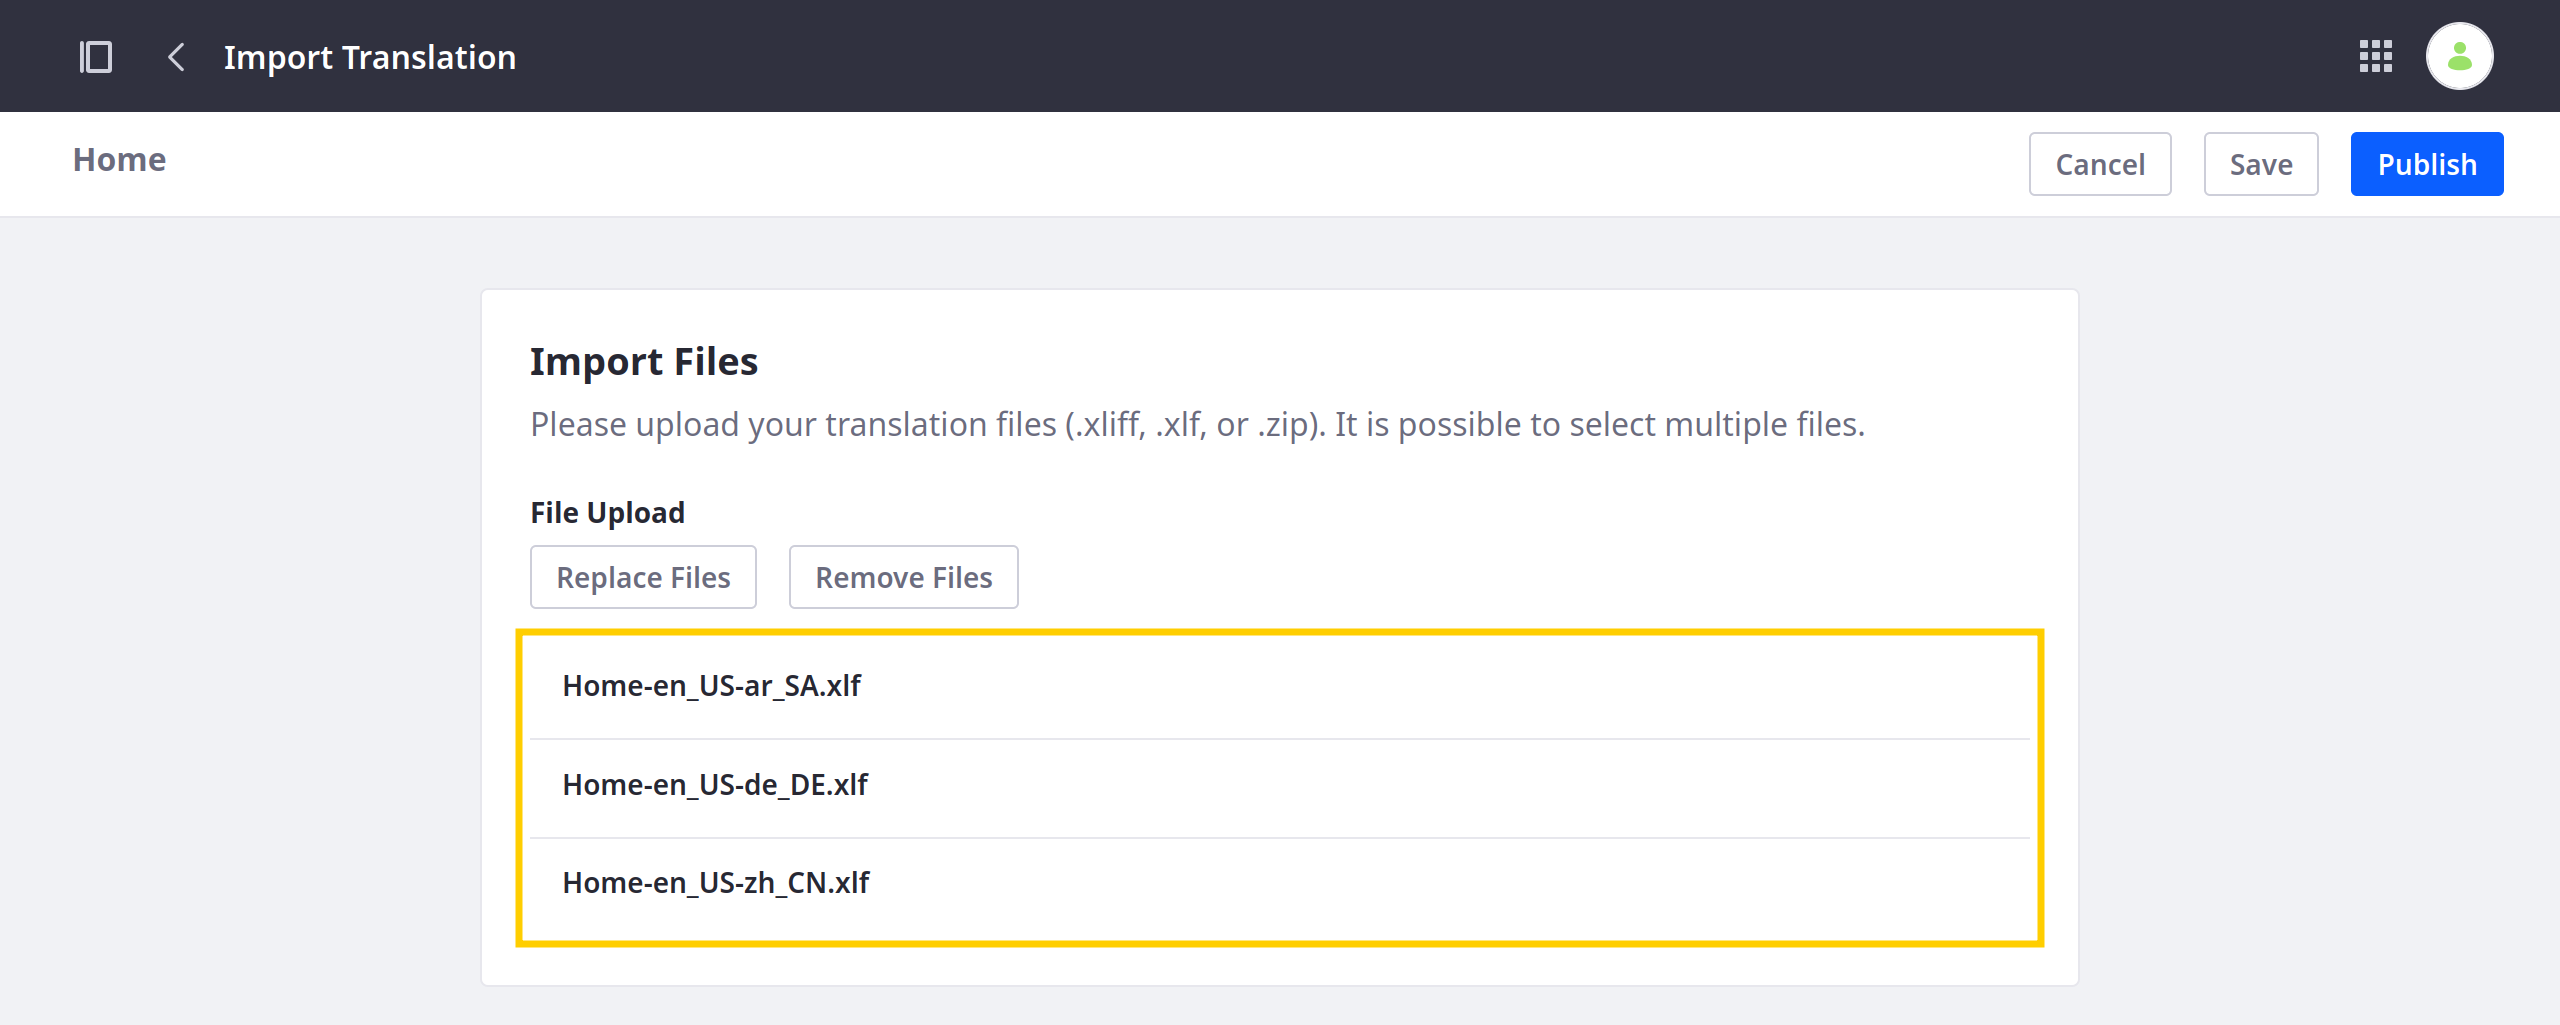 Import Translation
Home
Cancel
Save
Publish
Import Files
Please upload your translation files (.xliff, .xlf, or .zip). It is possible to select multiple files.
File Upload
Replace Files
Remove Files
Home-en_US-ar_SA.xlf
Home-en_US-de_DE.xlf
Home-en_US-zh_CN.xlf